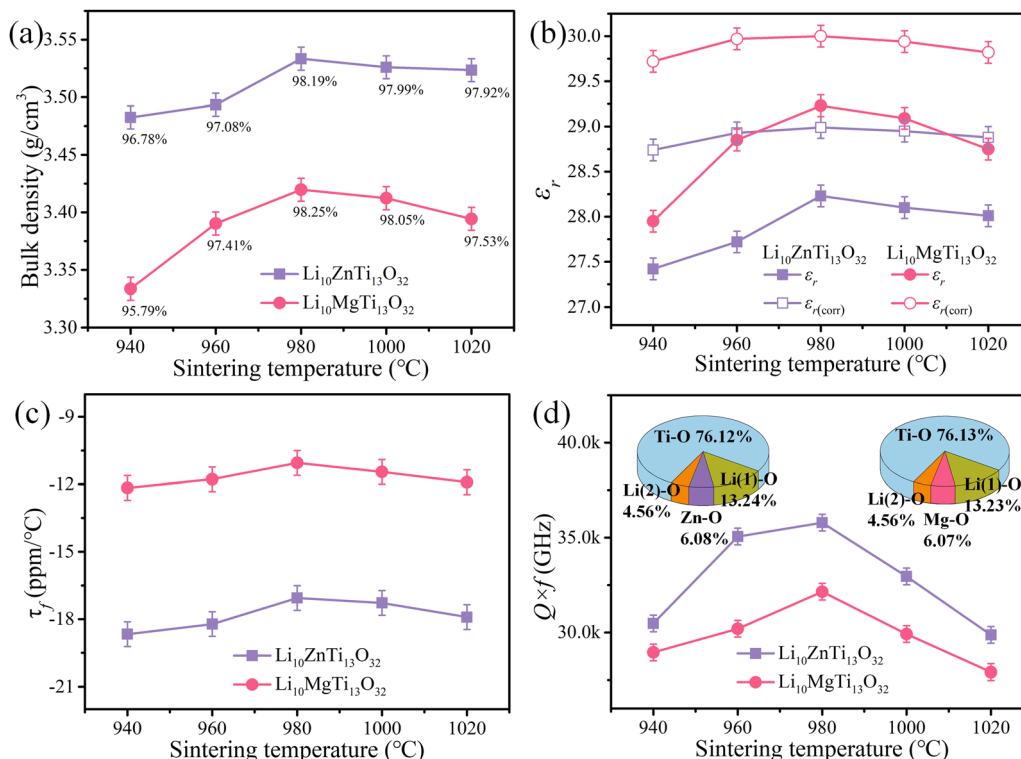 (a)
3.55
3.50
3.45
3.40
3.35
3.30
Bulk density (g/cm³)
96.78%
97.08%
98.19%
97.99%
97.92%
95.79%
97.41%
98.25%
98.05%
97.53%
Li₁₀ZnTi₁₃O₃₂
Li₁₀MgTi₁₃O₃₂
940 960 980 1000 1020
Sintering temperature (℃)
(b)
30.0
29.5
29.0
28.5
28.0
27.5
27.0
εᵣ
Li₁₀ZnTi₁₃O₃₂ Li₁₀MgTi₁₃O₃₂
εᵣ εᵣ
εᵣ(corr) εᵣ(corr)
940 960 980 1000 1020
Sintering temperature (℃)
(c)
-9
-12
-15
-18
-21
τ_f (ppm/℃)
Li₁₀ZnTi₁₃O₃₂
Li₁₀MgTi₁₃O₃₂
940 960 980 1000 1020
Sintering temperature (℃)
(d)
40.0k
35.0k
30.0k
Q×f (GHz)
Ti-O 76.12%
Li(2)-O
4.56%
Zn-O
6.08%
Li(1)-O
13.24%
Ti-O 76.13%
Li(2)-O
4.56%
Mg-O
6.07%
Li(1)-O
13.23%
Li₁₀ZnTi₁₃O₃₂
Li₁₀MgTi₁₃O₃₂
940 960 980 1000 1020
Sintering temperature (℃)